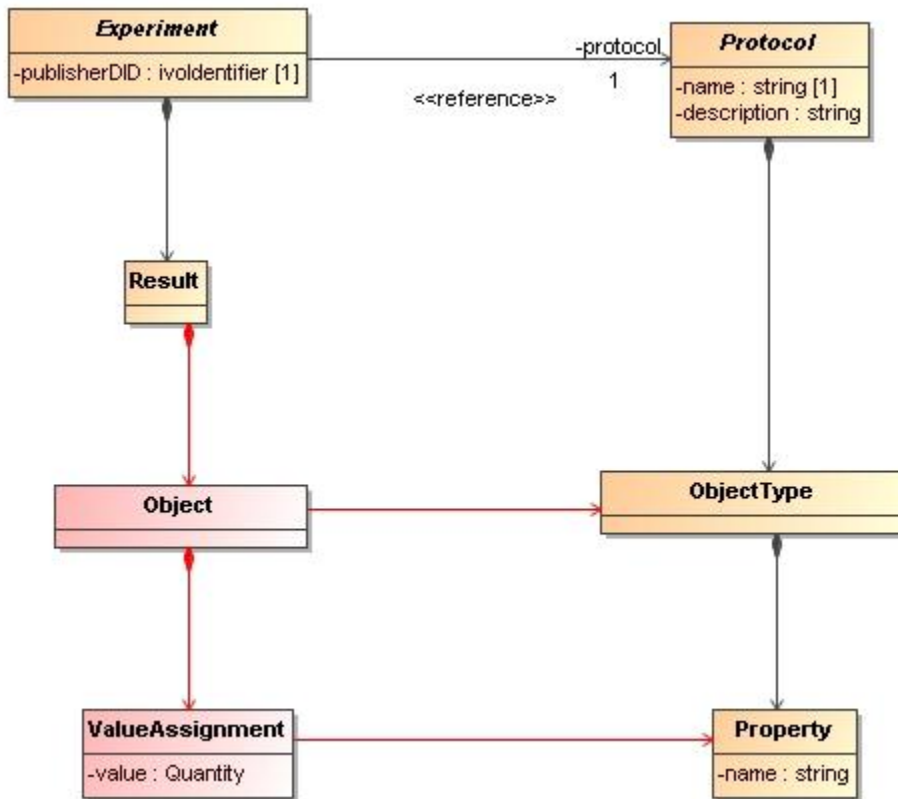 Experiment
-publisherDID : ivoIdentifier [1]
-protocol
1
<<reference>>
Protocol
-name : string [1]
-description : string
Result
Object
ObjectType
ValueAssignment
-value : Quantity
Property
-name : string